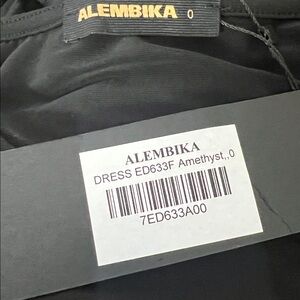 ALEMBIKA 0
ALEMBIKA
DRESS ED633F Amethyst,,0
7ED633A00